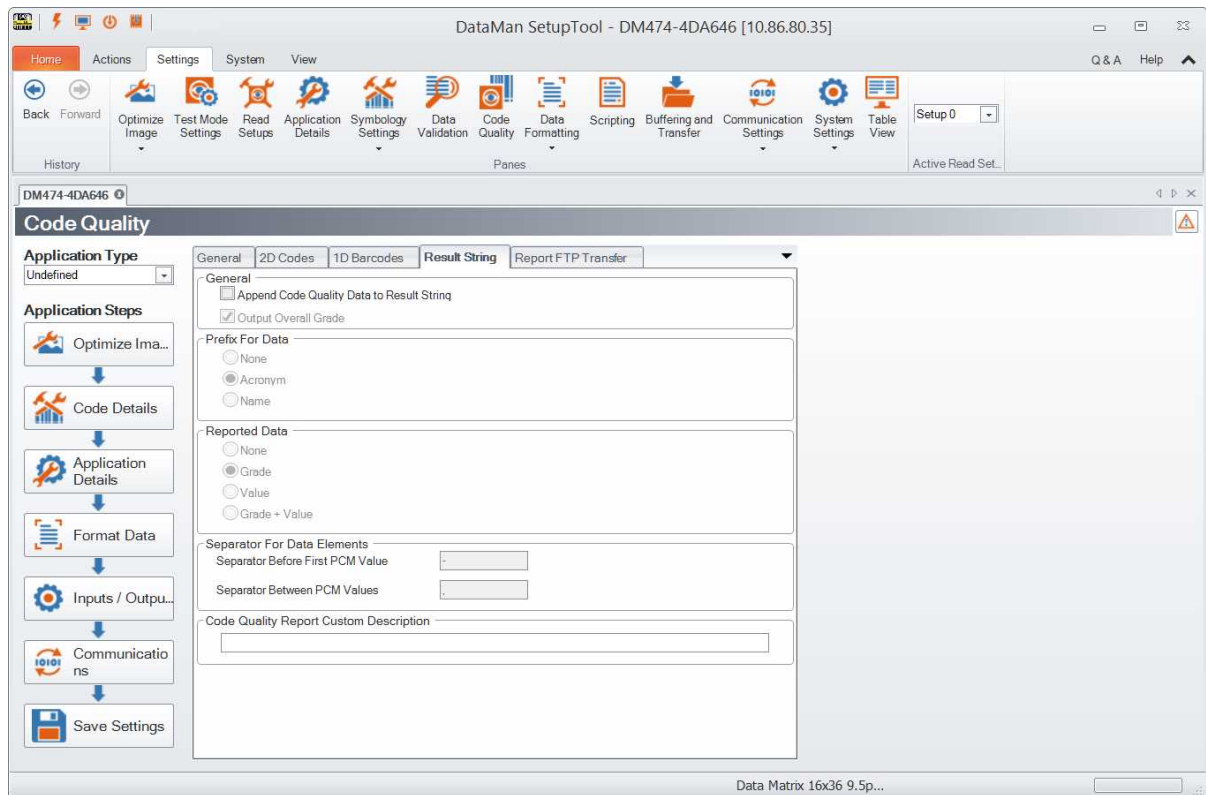 DataMan SetupTool - DM474-4DA646 [10.86.80.35]
Home Actions Settings System View Q & A Help
Back Forward
Optimize Image
Test Mode Settings
Read Setups
Application Details
Symbology Settings
Data Validation
Code Quality
Data Formatting
Scripting
Buffering and Transfer
Communication Settings
System Settings
Table View
Setup 0
History Panes Active Read Set...
DM474-4DA646
Code Quality
Application Type
Undefined
Application Steps
Optimize Ima...
Code Details
Application
Details
Format Data
Inputs / Outpu...
Communicatio
ns
Save Settings
General 2D Codes 1D Barcodes Result String Report FTP Transfer
General
Append Code Quality Data to Result String
Output Overall Grade
Prefix For Data
None
Acronym
Name
Reported Data
None
Grade
Value
Grade + Value
Separator For Data Elements
Separator Before First PCM Value -
Separator Between PCM Values
Code Quality Report Custom Description
Data Matrix 16x36 9.5p...